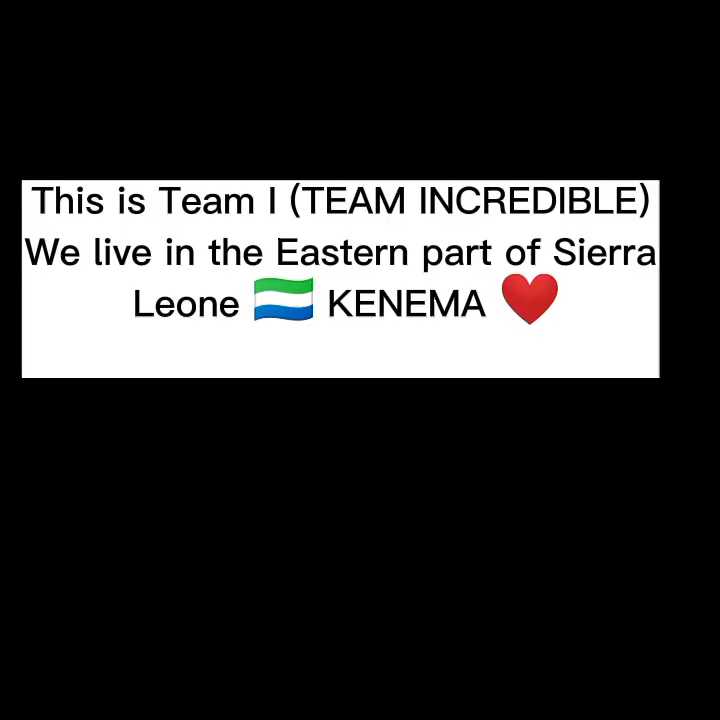 This is Team I (TEAM INCREDIBLE)
We live in the Eastern part of Sierra
Leone 🇸🇱 KENEMA ❤️